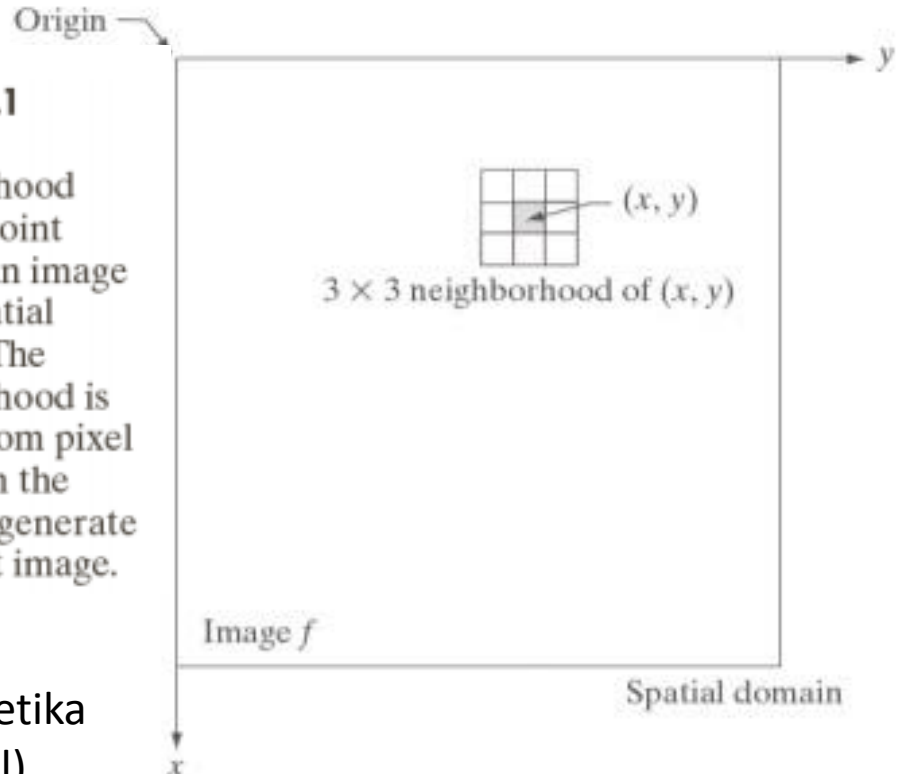 Origin
y
.1
hood
oint
n image
tial
The
hood is
om pixel
n the
generate
t image.
(x, y)
3 × 3 neighborhood of (x, y)
Image f
Spatial domain
x
etika
l)